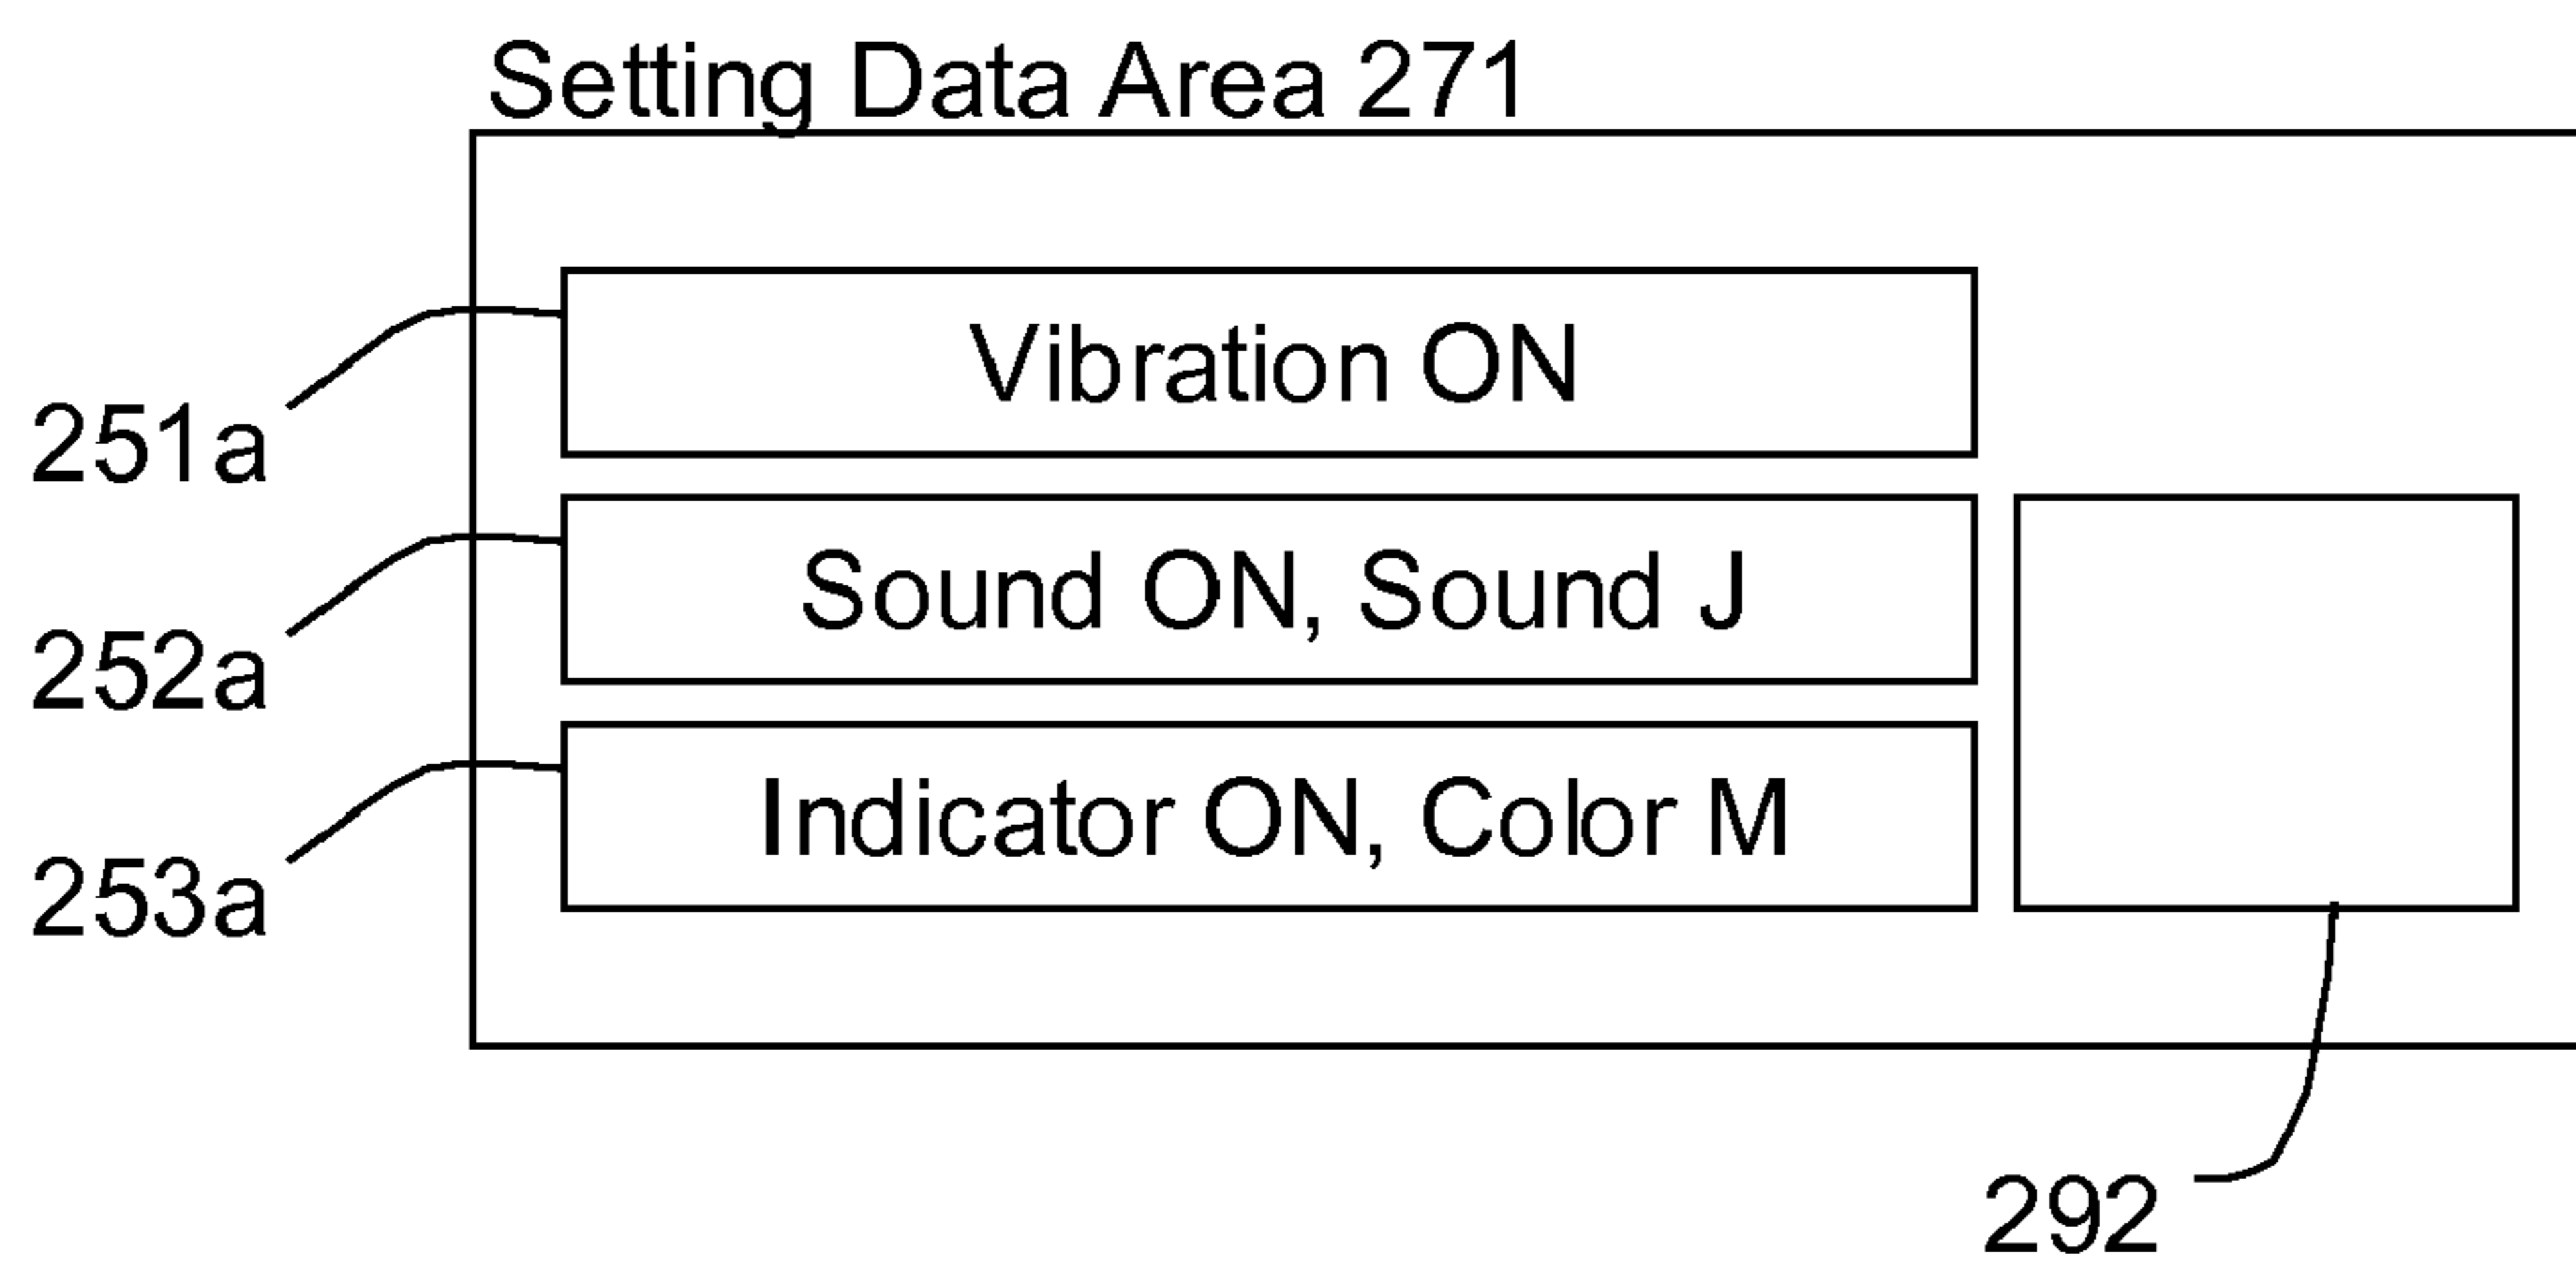 Setting Data Area 271
Vibration ON
251a
Sound ON, Sound J
252a
Indicator ON, Color M
253a
292